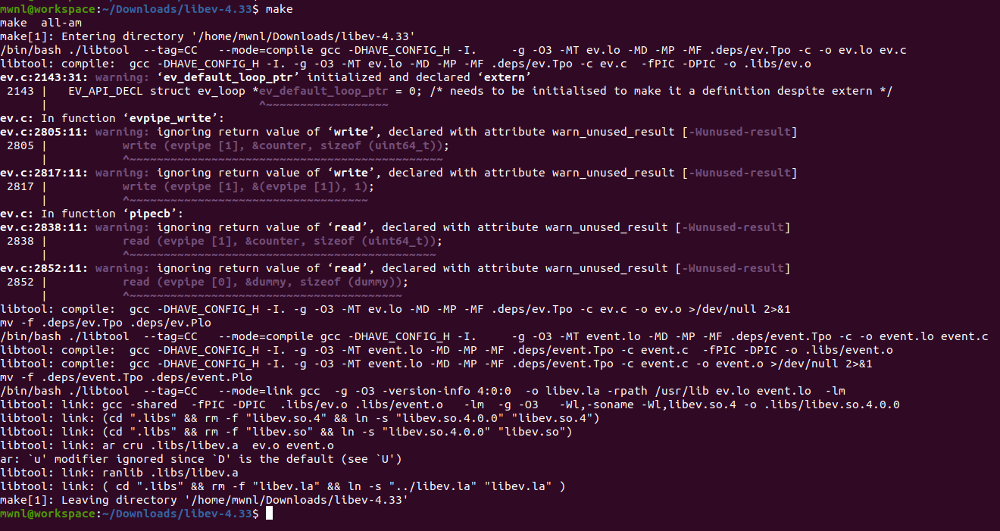 mwnl@workspace:~/Downloads/libev-4.33$ make
make  all-am
make[1]: Entering directory '/home/mwnl/Downloads/libev-4.33'
/bin/bash ./libtool  --tag=CC   --mode=compile gcc -DHAVE_CONFIG_H -I.     -g -O3 -MT ev.lo -MD -MP -MF .deps/ev.Tpo -c -o ev.lo ev.c
libtool: compile:  gcc -DHAVE_CONFIG_H -I. -g -O3 -MT ev.lo -MD -MP -MF .deps/ev.Tpo -c ev.c  -fPIC -DPIC -o .libs/ev.o
ev.c:2143:31: warning: ‘ev_default_loop_ptr’ initialized and declared ‘extern’
 2143 |   EV_API_DECL struct ev_loop *ev_default_loop_ptr = 0; /* needs to be initialised to make it a definition despite extern */
      |                               ^~~~~~~~~~~~~~~~~~~
ev.c: In function ‘evpipe_write’:
ev.c:2805:11: warning: ignoring return value of ‘write’, declared with attribute warn_unused_result [-Wunused-result]
 2805 |           write (evpipe [1], &counter, sizeof (uint64_t));
      |           ^~~~~~~~~~~~~~~~~~~~~~~~~~~~~~~~~~~~~~~~~~~~~~~
ev.c:2817:11: warning: ignoring return value of ‘write’, declared with attribute warn_unused_result [-Wunused-result]
 2817 |           write (evpipe [1], &(evpipe [1]), 1);
      |           ^~~~~~~~~~~~~~~~~~~~~~~~~~~~~~~~~~~~
ev.c: In function ‘pipecb’:
ev.c:2838:11: warning: ignoring return value of ‘read’, declared with attribute warn_unused_result [-Wunused-result]
 2838 |           read (evpipe [1], &counter, sizeof (uint64_t));
      |           ^~~~~~~~~~~~~~~~~~~~~~~~~~~~~~~~~~~~~~~~~~~~~~
ev.c:2852:11: warning: ignoring return value of ‘read’, declared with attribute warn_unused_result [-Wunused-result]
 2852 |           read (evpipe [0], &dummy, sizeof (dummy));
      |           ^~~~~~~~~~~~~~~~~~~~~~~~~~~~~~~~~~~~~~~~~
libtool: compile:  gcc -DHAVE_CONFIG_H -I. -g -O3 -MT ev.lo -MD -MP -MF .deps/ev.Tpo -c ev.c -o ev.o >/dev/null 2>&1
mv -f .deps/ev.Tpo .deps/ev.Plo
/bin/bash ./libtool  --tag=CC   --mode=compile gcc -DHAVE_CONFIG_H -I.     -g -O3 -MT event.lo -MD -MP -MF .deps/event.Tpo -c -o event.lo event.c
libtool: compile:  gcc -DHAVE_CONFIG_H -I. -g -O3 -MT event.lo -MD -MP -MF .deps/event.Tpo -c event.c  -fPIC -DPIC -o .libs/event.o
libtool: compile:  gcc -DHAVE_CONFIG_H -I. -g -O3 -MT event.lo -MD -MP -MF .deps/event.Tpo -c event.c -o event.o >/dev/null 2>&1
mv -f .deps/event.Tpo .deps/event.Plo
/bin/bash ./libtool  --tag=CC   --mode=link gcc  -g -O3 -version-info 4:0:0  -o libev.la -rpath /usr/lib ev.lo event.lo  -lm
libtool: link: gcc -shared  -fPIC -DPIC  .libs/ev.o .libs/event.o   -lm  -g -O3   -Wl,-soname -Wl,libev.so.4 -o .libs/libev.so.4.0.0
libtool: link: (cd ".libs" && rm -f "libev.so.4" && ln -s "libev.so.4.0.0" "libev.so.4")
libtool: link: (cd ".libs" && rm -f "libev.so" && ln -s "libev.so.4.0.0" "libev.so")
libtool: link: ar cru .libs/libev.a  ev.o event.o
ar: `u' modifier ignored since `D' is the default (see `U')
libtool: link: ranlib .libs/libev.a
libtool: link: ( cd ".libs" && rm -f "libev.la" && ln -s "../libev.la" "libev.la" )
make[1]: Leaving directory '/home/mwnl/Downloads/libev-4.33'
mwnl@workspace:~/Downloads/libev-4.33$